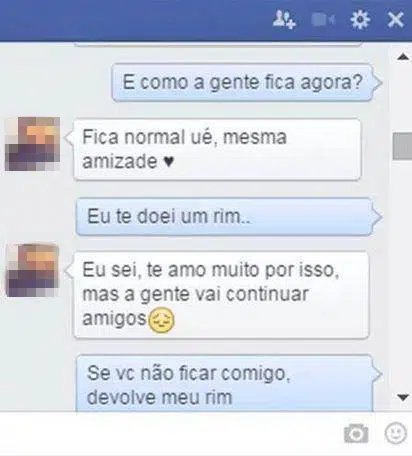 E como a gente fica agora?
Fica normal ué, mesma
amizade ♥
Eu te doei um rim..
Eu sei, te amo muito por isso,
mas a gente vai continuar
amigos😔
Se vc não ficar comigo,
devolve meu rim